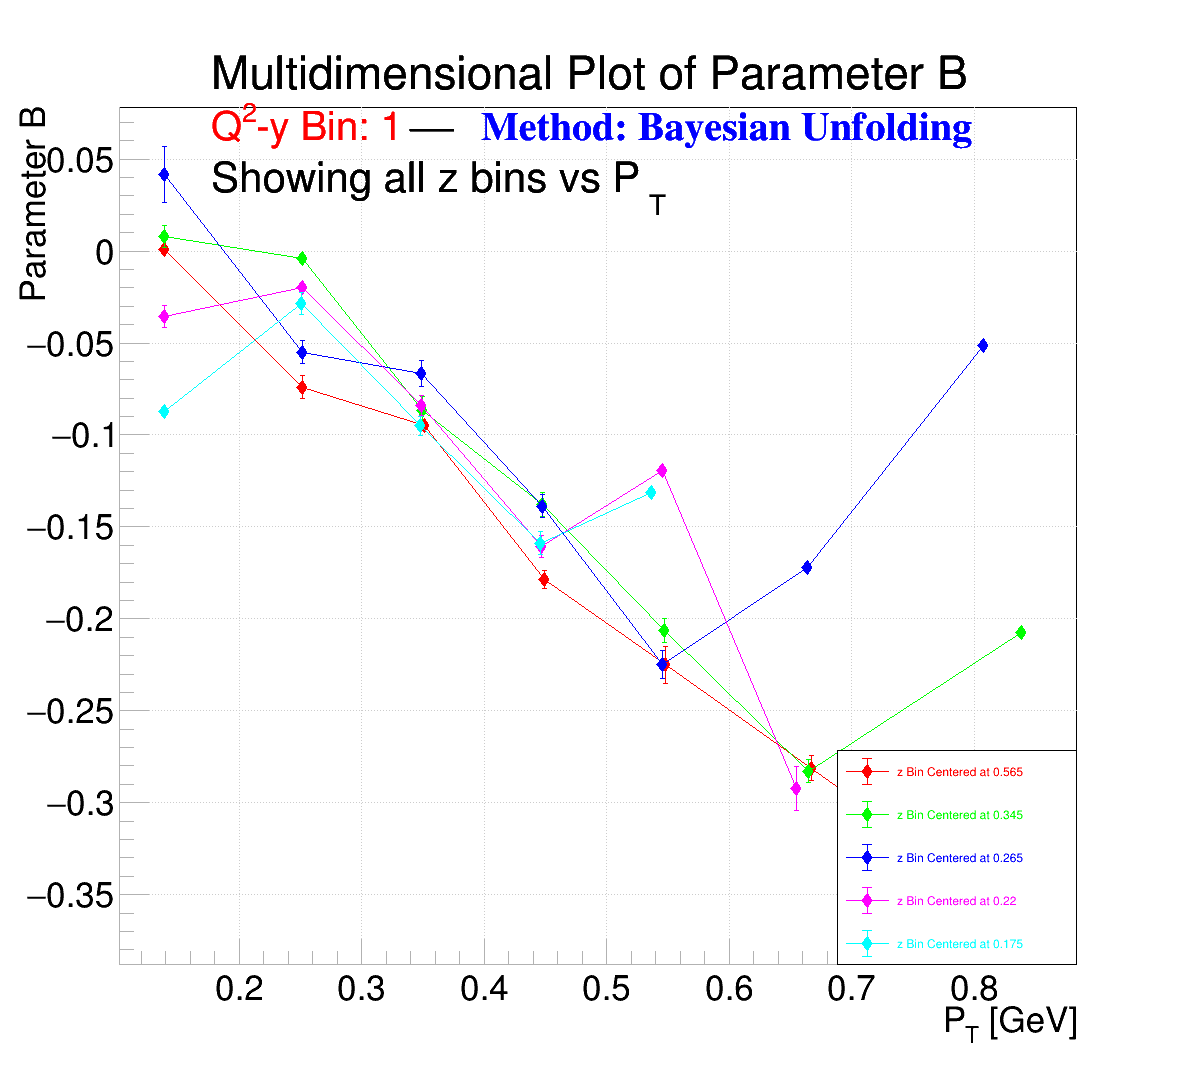 Multidimensional Plot of Parameter B
Q²-y Bin: 1 — Method: Bayesian Unfolding
Showing all z bins vs P_T
Parameter B
0.05
0
−0.05
−0.1
−0.15
−0.2
−0.25
−0.3
−0.35
z Bin Centered at 0.565
z Bin Centered at 0.345
z Bin Centered at 0.265
z Bin Centered at 0.22
z Bin Centered at 0.175
0.2 0.3 0.4 0.5 0.6 0.7 0.8
P_T [GeV]